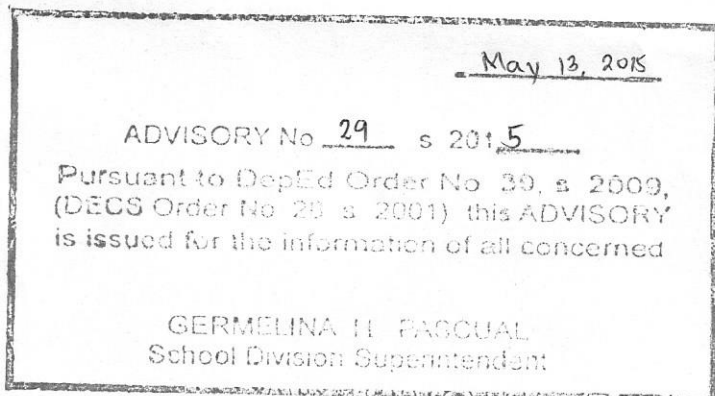 May 13, 2015
ADVISORY No 29 s 2015
Pursuant to DepEd Order No 39, s 2009,
(DECS Order No 28 s 2001) this ADVISORY
is issued for the information of all concerned
GERMELINA H. PASCUAL
School Division Superintendent